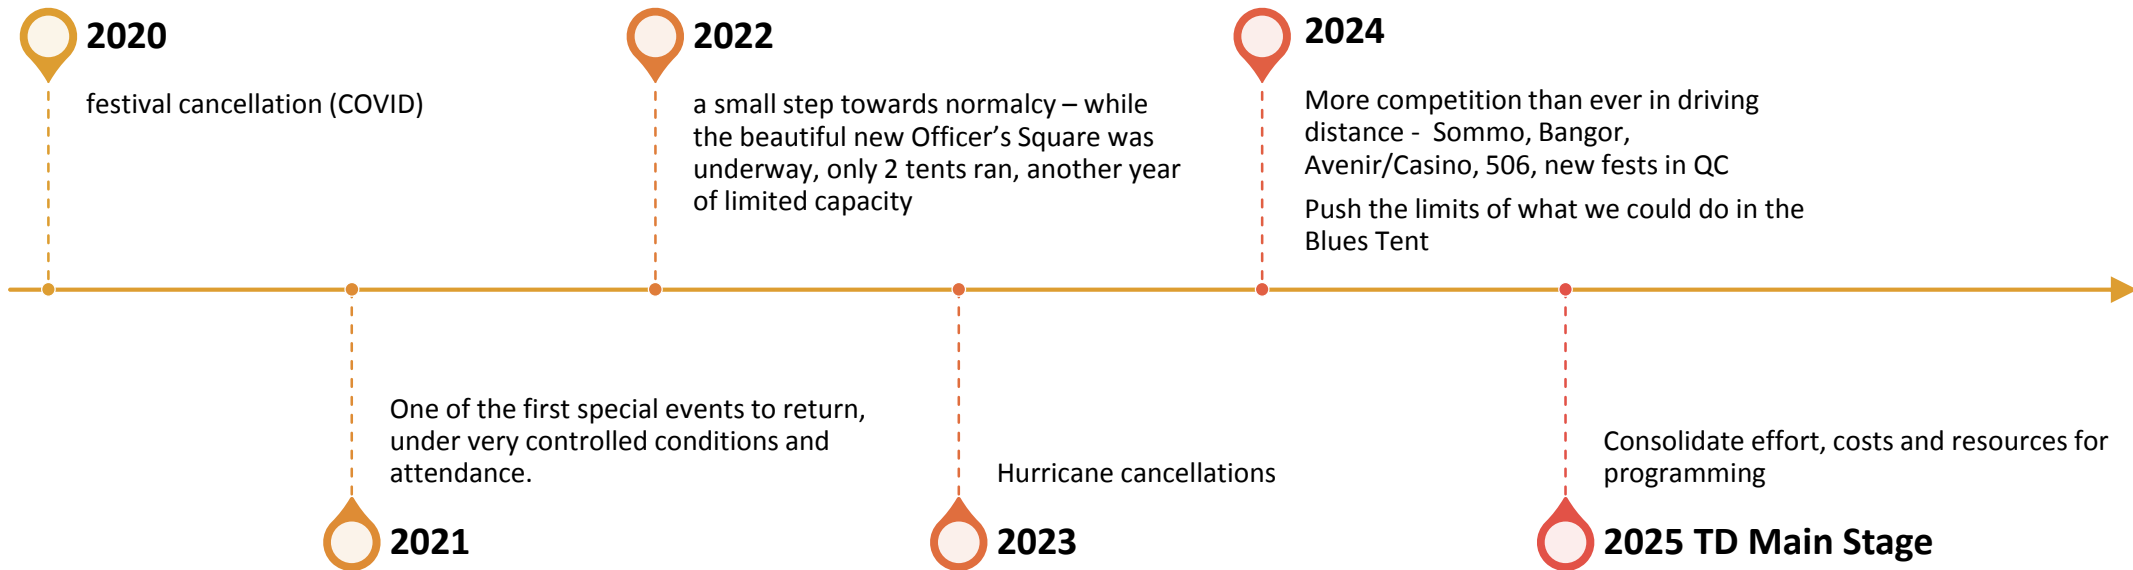 2020
festival cancellation (COVID)
2022
a small step towards normalcy – while
the beautiful new Officer's Square was
underway, only 2 tents ran, another year
of limited capacity
2024
More competition than ever in driving
distance -  Sommo, Bangor,
Avenir/Casino, 506, new fests in QC
Push the limits of what we could do in the
Blues Tent
One of the first special events to return,
under very controlled conditions and
attendance.
2021
Hurricane cancellations
2023
Consolidate effort, costs and resources for
programming
2025 TD Main Stage